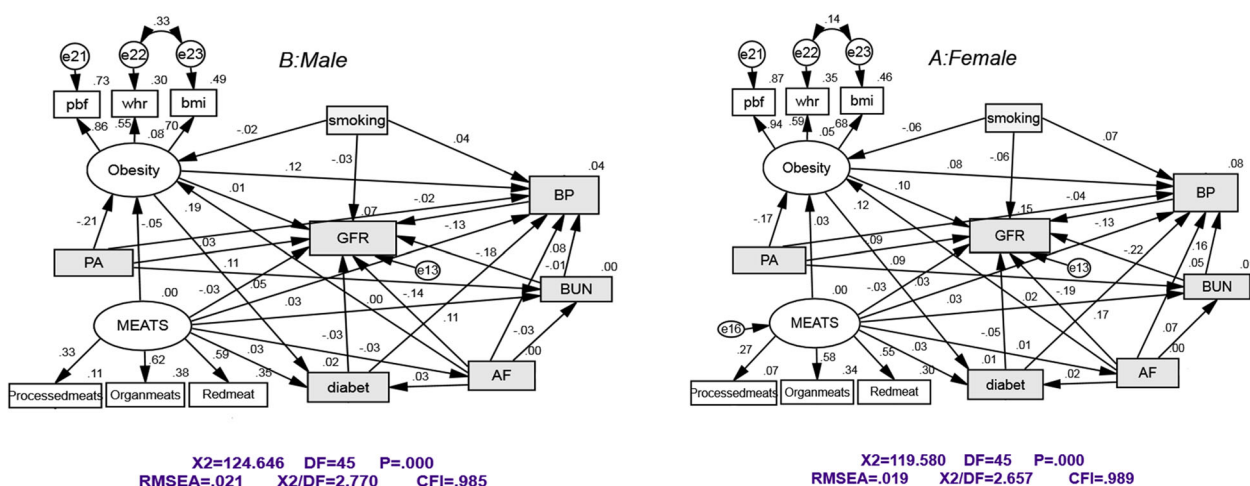 B:Male
.33
e21
e22
e23
.73
.30
.49
pbf
whr
bmi
.86
.55
.70
.08
Obesity
smoking
-.02
.04
-.03
.12
.04
.01
-.02
BP
-.21
-.05
.19
.07
-.13
GFR
PA
.03
-.18
.08
e13
-.01
.00
.11
BUN
.00
-.03
.05
.03
.00
-.14
.11
MEATS
-.03
-.03
.00
.33
.62
.59
.03
.02
.03
AF
.11
.38
.35
diabet
Processedmeats
Organmeats
Redmeat
X2=124.646 DF=45 P=.000
RMSEA=.021 X2/DF=2.770 CFI=.985
A:Female
.14
e21
e22
e23
.87
.35
.46
pbf
whr
bmi
.94
.59
.68
.05
Obesity
smoking
-.06
.07
-.06
.08
.08
.10
-.04
BP
-.17
.03
.12
.15
-.13
GFR
PA
.09
-.22
.16
e13
.05
.09
BUN
.00
-.03
.03
.03
.02
-.19
.17
MEATS
e16
.07
.07
-.05
.01
.00
.27
.58
.55
.03
.01
.02
AF
.07
.34
.30
diabet
Processedmeats
Organmeats
Redmeat
X2=119.580 DF=45 P=.000
RMSEA=.019 X2/DF=2.657 CFI=.989